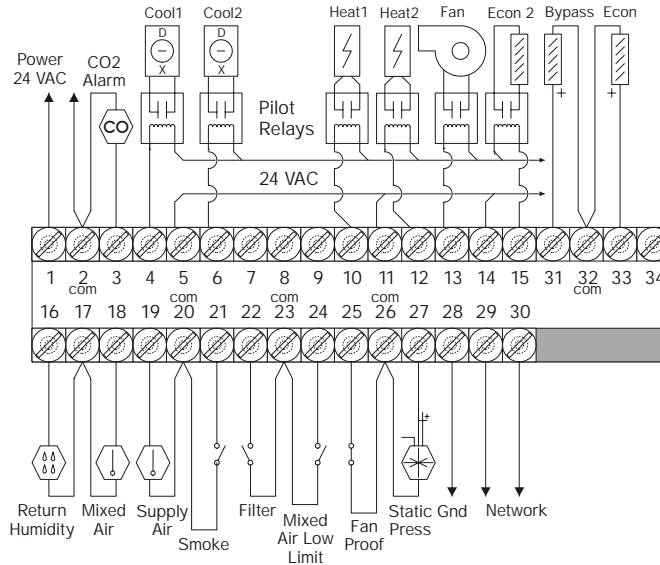 Cool1 Cool2 Heat1 Heat2 Fan Econ 2 Bypass Econ
Power
24 VAC
CO2
Alarm
D
X
D
X
CO
Pilot
Relays
+
+
24 VAC
1 2 3 4 5 6 7 8 9 10 11 12 13 14 15 31 32 33 34
com com com com com
16 17 18 19 20 21 22 23 24 25 26 27 28 29 30
+
Return
Humidity
Mixed
Air
Supply
Air
Smoke
Filter
Mixed
Air Low
Limit
Fan
Proof
Static
Press
Gnd
Network